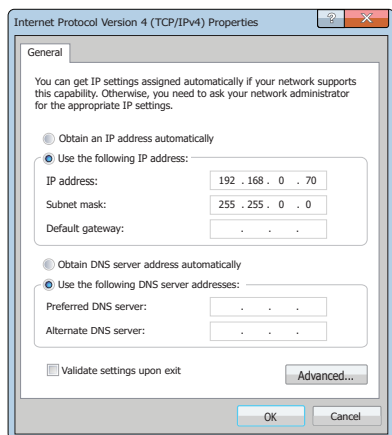 Internet Protocol Version 4 (TCP/IPv4) Properties
?
X
General
You can get IP settings assigned automatically if your network supports
this capability. Otherwise, you need to ask your network administrator
for the appropriate IP settings.
Obtain an IP address automatically
Use the following IP address:
IP address: 192 . 168 . 0 . 70
Subnet mask: 255 . 255 . 0 . 0
Default gateway: . . .
Obtain DNS server address automatically
Use the following DNS server addresses:
Preferred DNS server: . . .
Alternate DNS server: . . .
Validate settings upon exit
Advanced...
OK Cancel